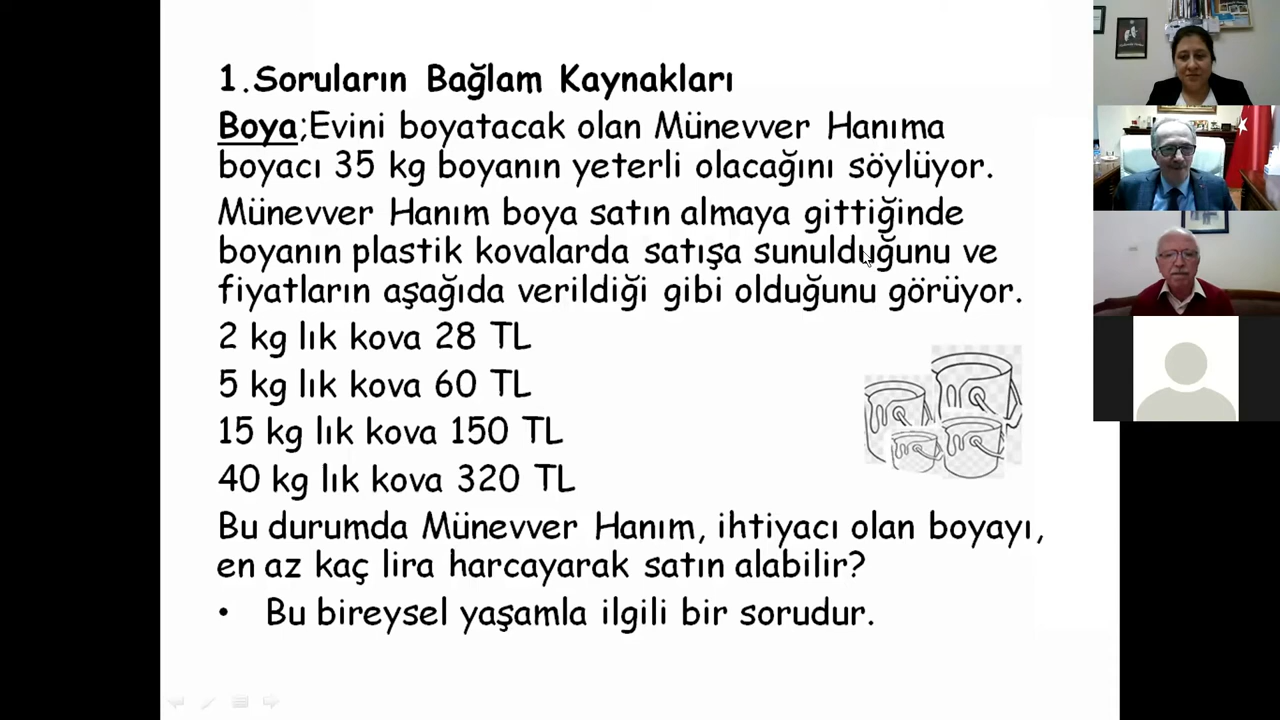 1.Soruların Bağlam Kaynakları
Boya;Evini boyatacak olan Münevver Hanıma
boyacı 35 kg boyanın yeterli olacağını söylüyor.
Münevver Hanım boya satın almaya gittiğinde
boyanın plastik kovalarda satışa sunulduğunu ve
fiyatların aşağıda verildiği gibi olduğunu görüyor.
2 kg lık kova 28 TL
5 kg lık kova 60 TL
15 kg lık kova 150 TL
40 kg lık kova 320 TL
Bu durumda Münevver Hanım, ihtiyacı olan boyayı,
en az kaç lira harcayarak satın alabilir?
• Bu bireysel yaşamla ilgili bir sorudur.